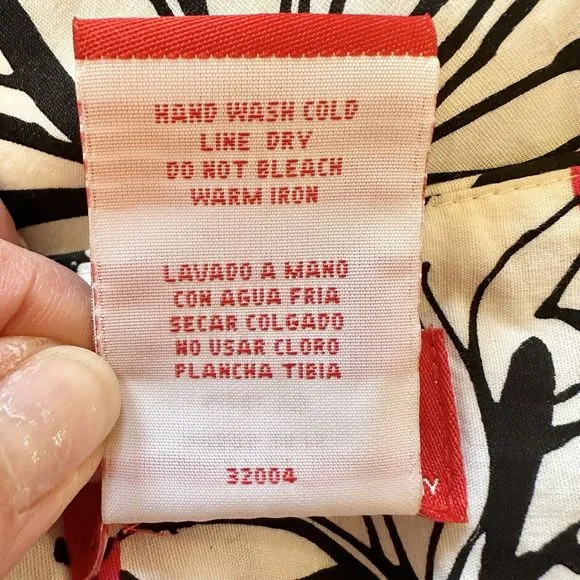 HAND WASH COLD
LINE DRY
DO NOT BLEACH
WARM IRON
LAVADO A MANO
CON AGUA FRIA
SECAR COLGADO
NO USAR CLORO
PLANCHA TIBIA
32004
Y